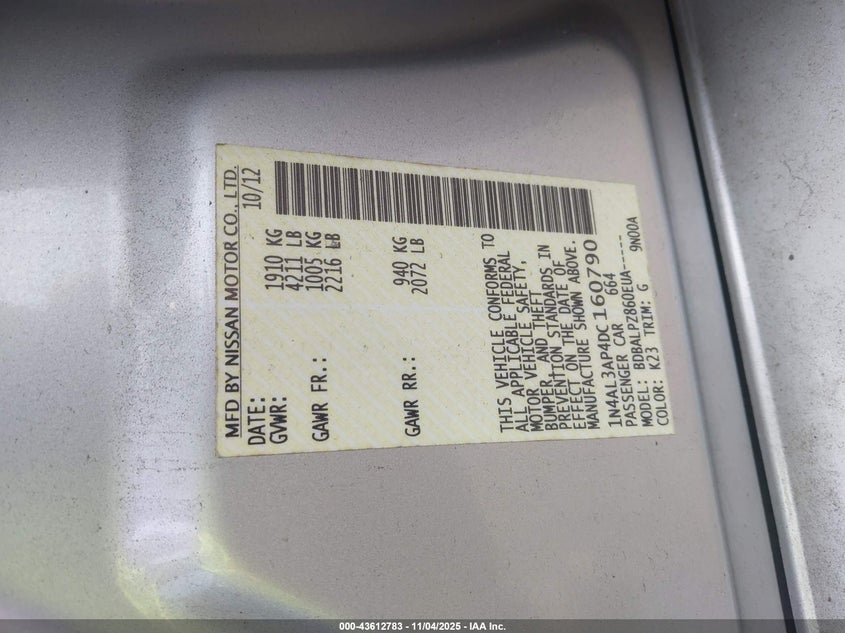 MFD BY NISSAN MOTOR CO., LTD.
DATE: 10/12
GVWR: 1910 KG
4211 LB
GAWR FR.: 1005 KG
2216 LB
GAWR RR.: 940 KG
2072 LB
THIS VEHICLE CONFORMS TO
ALL APPLICABLE FEDERAL
MOTOR VEHICLE SAFETY,
BUMPER, AND THEFT
PREVENTION STANDARDS IN
EFFECT ON THE DATE OF
MANUFACTURE SHOWN ABOVE.
1N4AL3AP4DC160790
PASSENGER CAR 664
MODEL: BDBALPZ860EUA-----
COLOR: K23 TRIM: G 9N00A
000-43612783 - 11/04/2025 - IAA Inc.